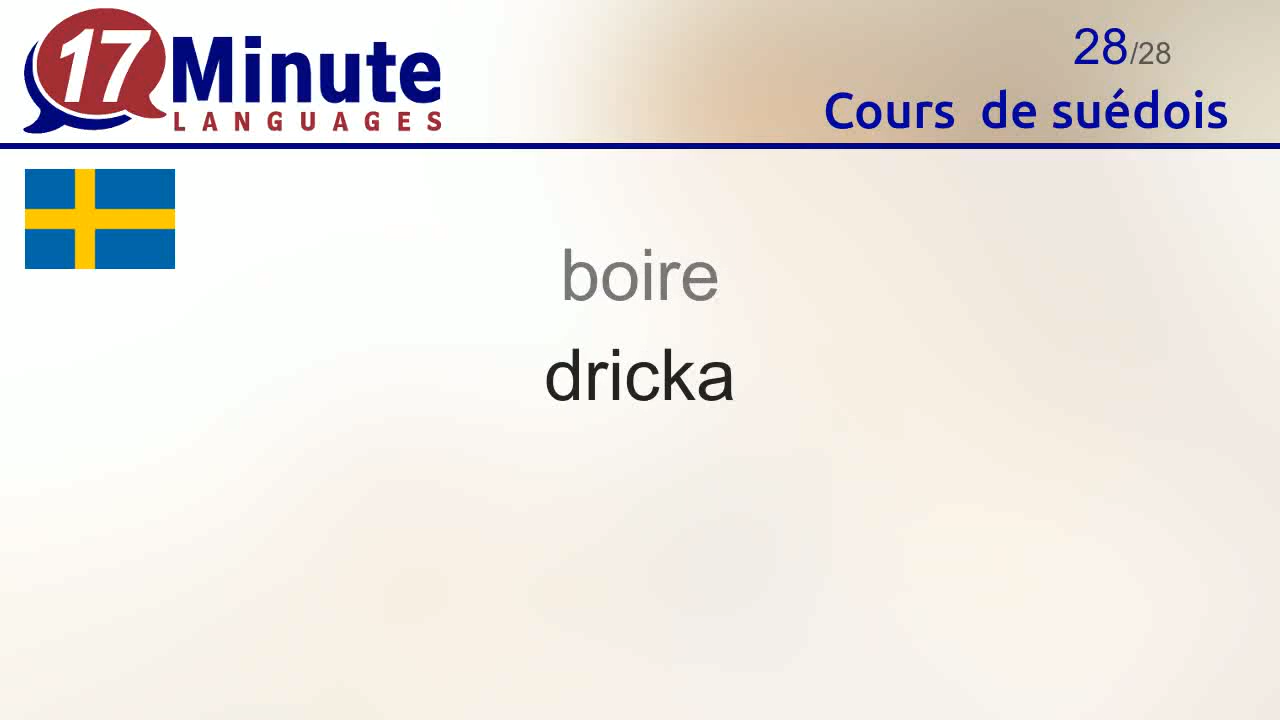 17 Minute
LANGUAGES
28/28
Cours de suédois
boire
dricka